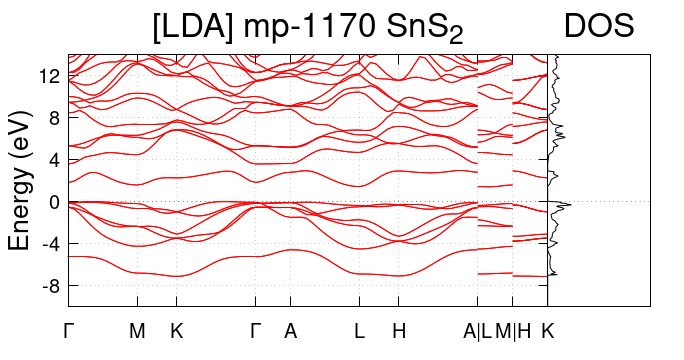 [LDA] mp-1170 SnS₂ DOS
Energy (eV)
12
8
4
0
-4
-8
Γ M K Γ A L H A|L M|H K